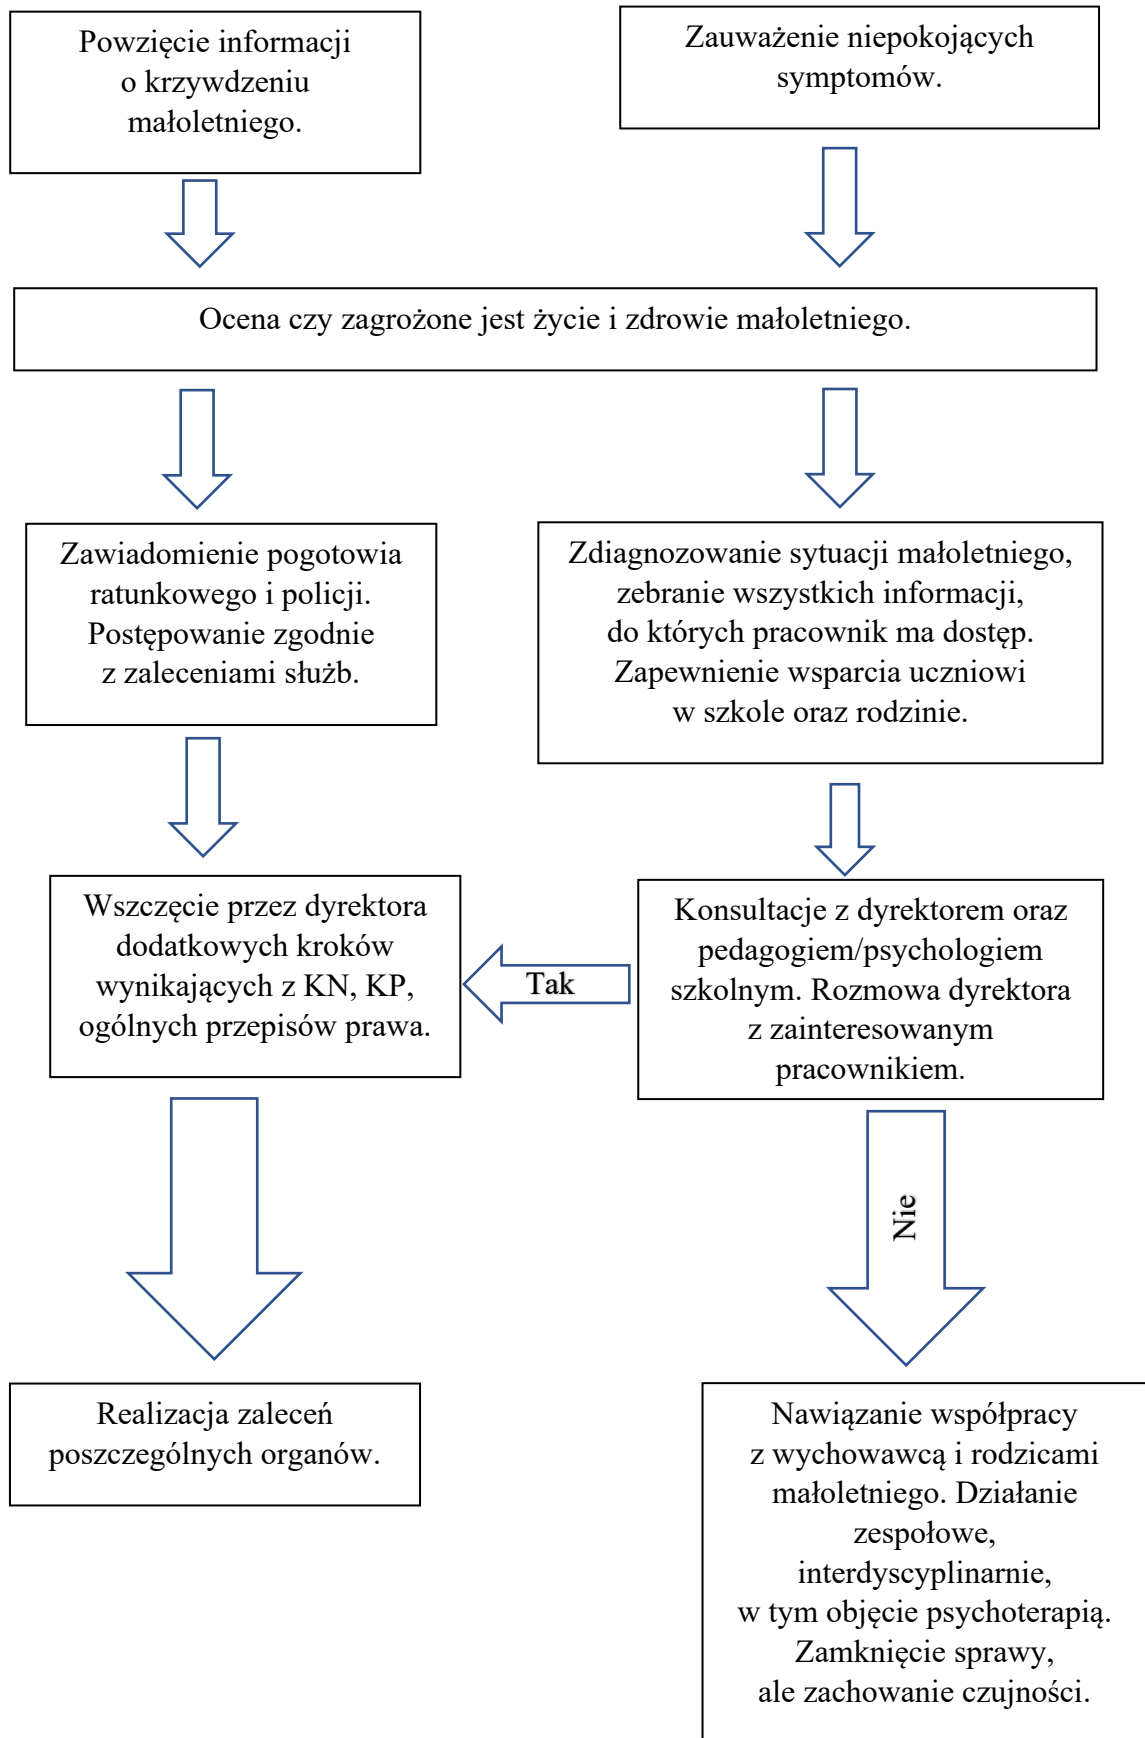 Powzięcie informacji
o krzywdzeniu
małoletniego.
Zauważenie niepokojących
symptomów.
Ocena czy zagrożone jest życie i zdrowie małoletniego.
Zawiadomienie pogotowia
ratunkowego i policji.
Postępowanie zgodnie
z zaleceniami służb.
Zdiagnozowanie sytuacji małoletniego,
zebranie wszystkich informacji,
do których pracownik ma dostęp.
Zapewnienie wsparcia uczniowi
w szkole oraz rodzinie.
Wszczęcie przez dyrektora
dodatkowych kroków
wynikających z KN, KP,
ogólnych przepisów prawa.
Tak
Konsultacje z dyrektorem oraz
pedagogiem/psychologiem
szkolnym. Rozmowa dyrektora
z zainteresowanym
pracownikiem.
Nie
Realizacja zaleceń
poszczególnych organów.
Nawiązanie współpracy
z wychowawcą i rodzicami
małoletniego. Działanie
zespołowe,
interdyscyplinarnie,
w tym objęcie psychoterapią.
Zamknięcie sprawy,
ale zachowanie czujności.